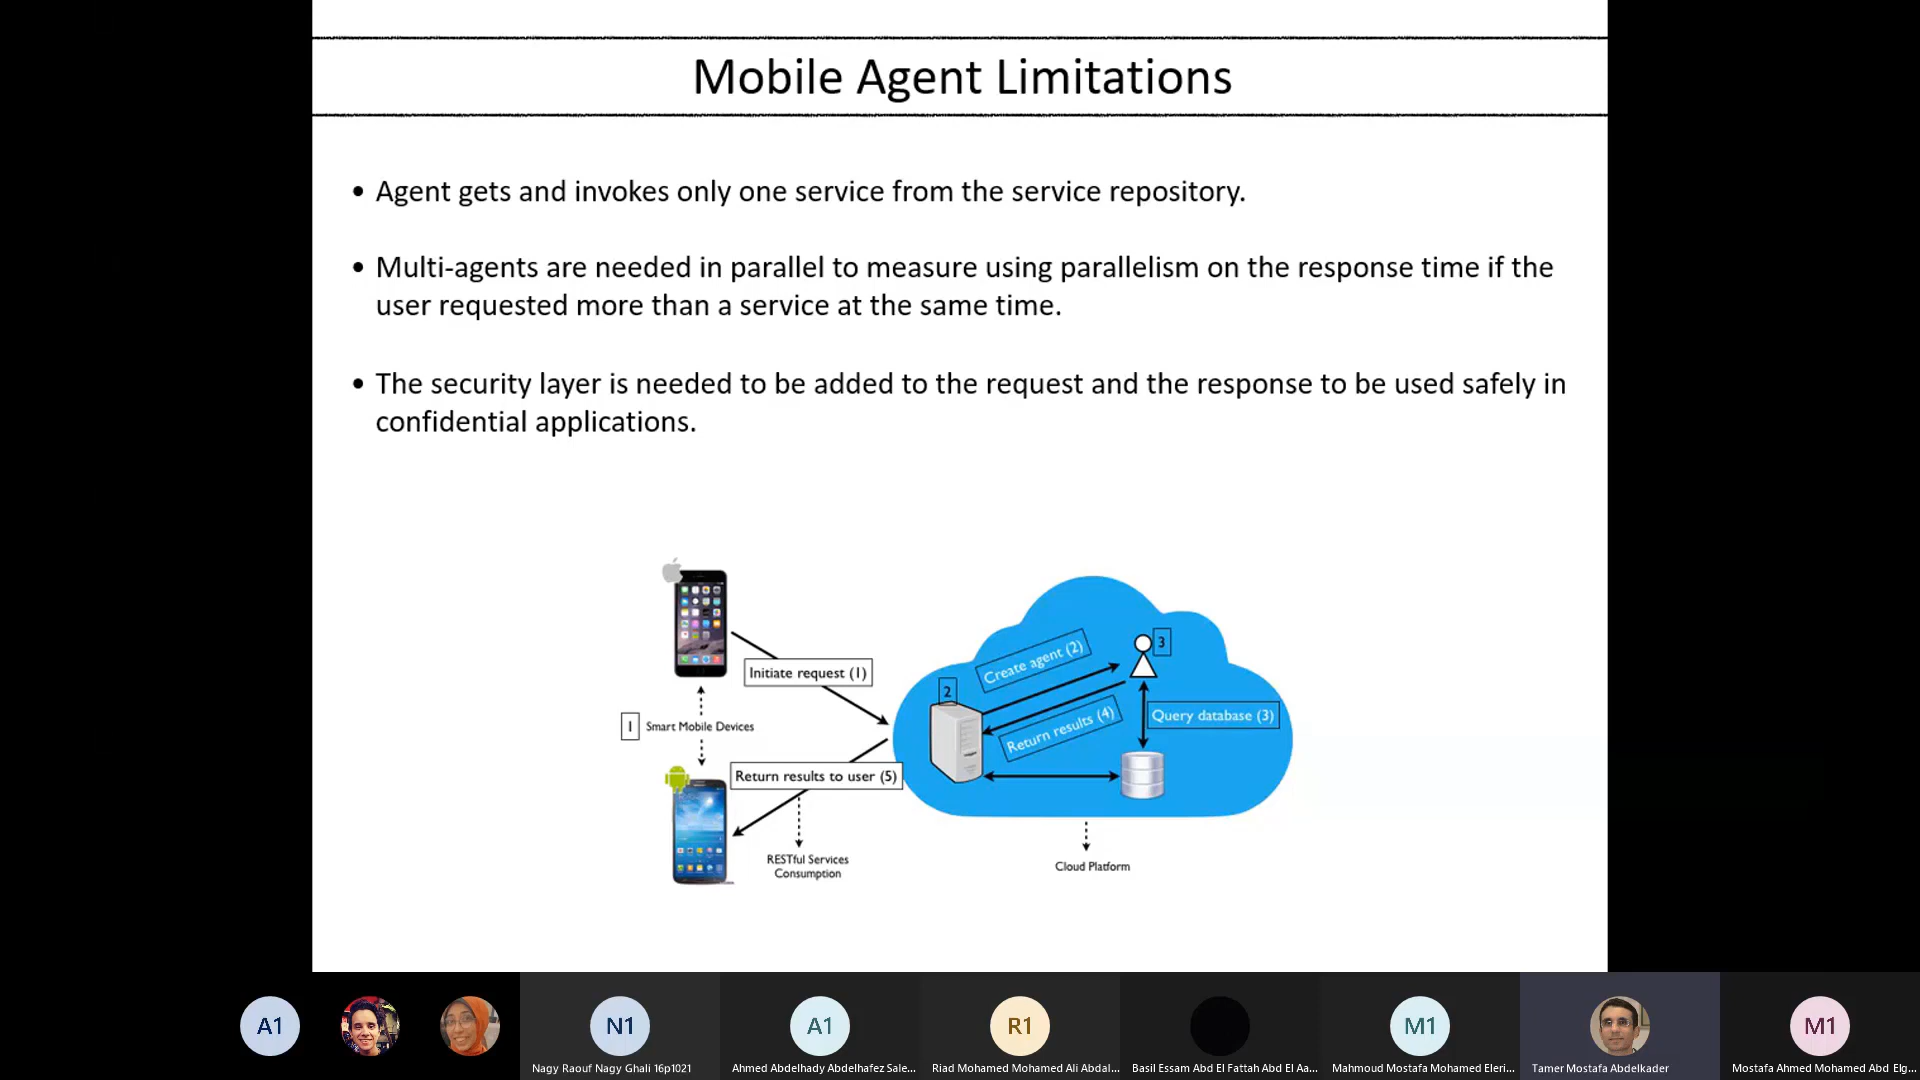 Mobile Agent Limitations
• Agent gets and invokes only one service from the service repository.
• Multi-agents are needed in parallel to measure using parallelism on the response time if the
user requested more than a service at the same time.
• The security layer is needed to be added to the request and the response to be used safely in
confidential applications.
Initiate request (1)
1 Smart Mobile Devices
Return results to user (5)
RESTful Services
Consumption
2
Create agent (2)
3
Return results (4)
Query database (3)
Cloud Platform
A1
N1
A1
R1
M1
M1
Nagy Raouf Nagy Ghali 16p1021
Ahmed Abdelhady Abdelhafez Sale...
Riad Mohamed Mohamed Ali Abdal...
Basil Essam Abd El Fattah Abd El Aa...
Mahmoud Mostafa Mohamed Eleri...
Tamer Mostafa Abdelkader
Mostafa Ahmed Mohamed Abd Elg...